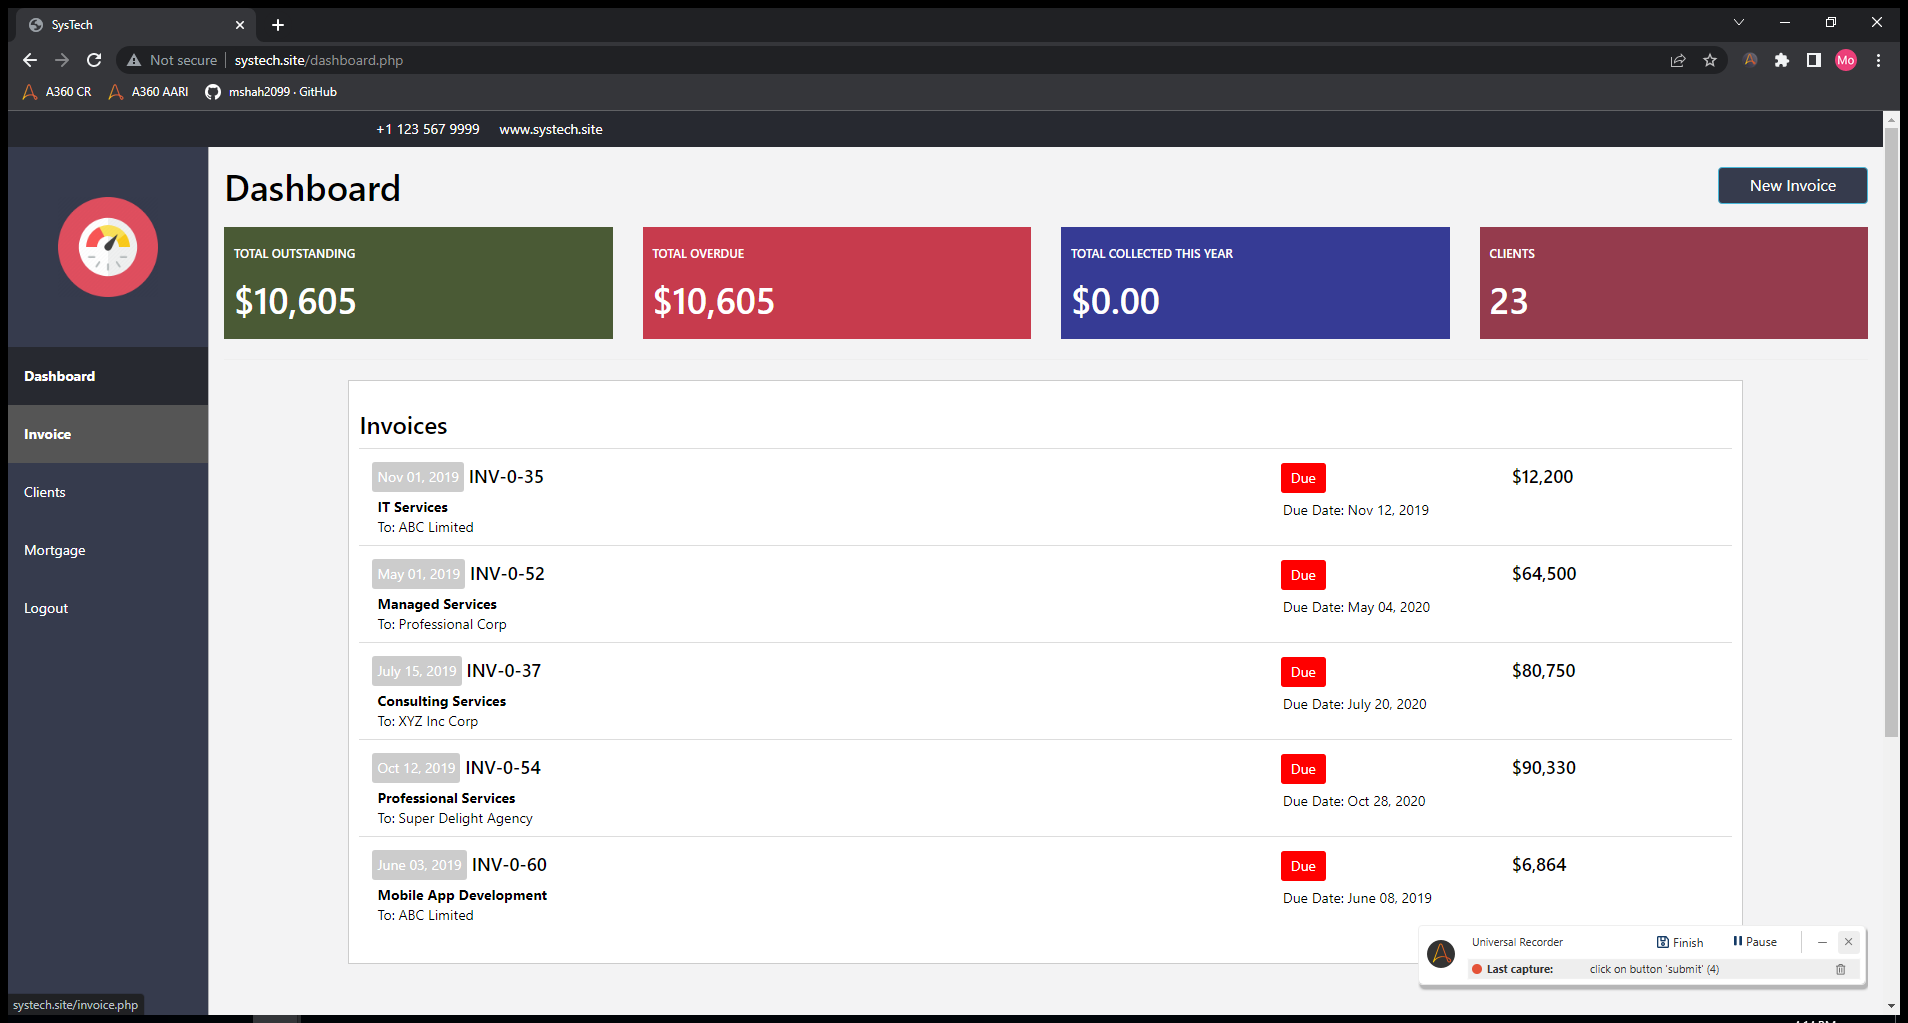 SysTech
Not secure
systech.site/dashboard.php
Mo
A360 CR
A360 AARI
mshah2099 · GitHub
+1 123 567 9999
www.systech.site
Dashboard
New Invoice
TOTAL OUTSTANDING
$10,605
TOTAL OVERDUE
$10,605
TOTAL COLLECTED THIS YEAR
$0.00
CLIENTS
23
Dashboard
Invoice
Clients
Mortgage
Logout
Invoices
Nov 01, 2019 INV-0-35
IT Services
To: ABC Limited
Due
Due Date: Nov 12, 2019
$12,200
May 01, 2019 INV-0-52
Managed Services
To: Professional Corp
Due
Due Date: May 04, 2020
$64,500
July 15, 2019 INV-0-37
Consulting Services
To: XYZ Inc Corp
Due
Due Date: July 20, 2020
$80,750
Oct 12, 2019 INV-0-54
Professional Services
To: Super Delight Agency
Due
Due Date: Oct 28, 2020
$90,330
June 03, 2019 INV-0-60
Mobile App Development
To: ABC Limited
Due
Due Date: June 08, 2019
$6,864
Universal Recorder
Finish
Pause
Last capture:
click on button 'submit' (4)
systech.site/invoice.php